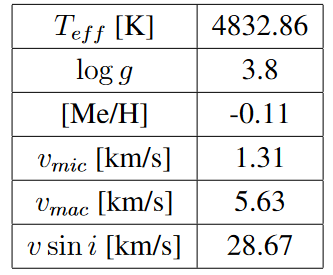 T_eff [K] 4832.86
log g 3.8
[Me/H] -0.11
v_mic [km/s] 1.31
v_mac [km/s] 5.63
v sin i [km/s] 28.67